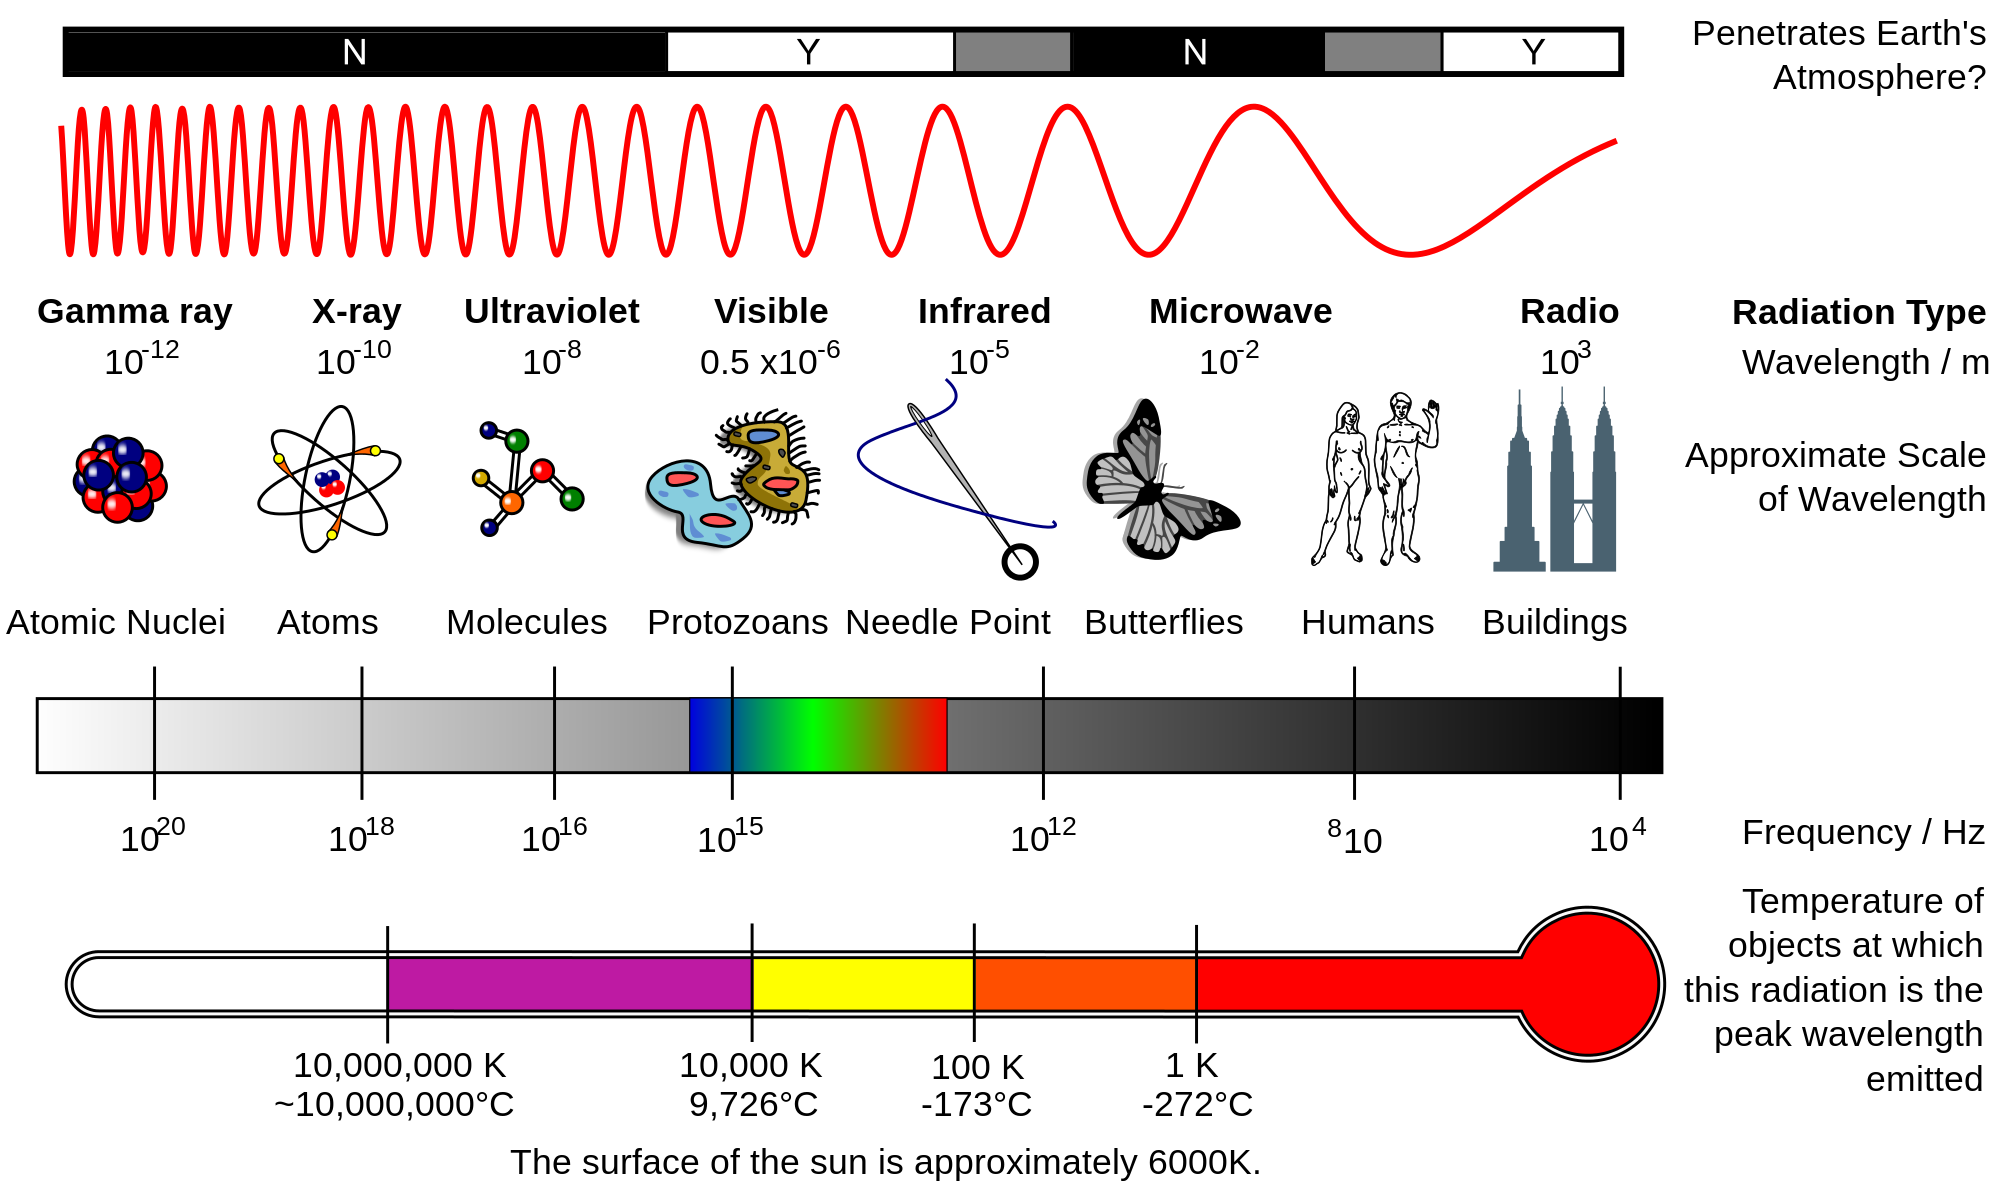 N Y N Y
Penetrates Earth's
Atmosphere?
Gamma ray X-ray Ultraviolet Visible Infrared Microwave Radio Radiation Type
10⁻¹² 10⁻¹⁰ 10⁻⁸ 0.5 x10⁻⁶ 10⁻⁵ 10⁻² 10³ Wavelength / m
Approximate Scale
of Wavelength
Atomic Nuclei Atoms Molecules Protozoans Needle Point Butterflies Humans Buildings
10²⁰ 10¹⁸ 10¹⁶ 10¹⁵ 10¹² ⁸10 10⁴ Frequency / Hz
Temperature of
objects at which
this radiation is the
peak wavelength
emitted
10,000,000 K 10,000 K 100 K 1 K
~10,000,000°C 9,726°C -173°C -272°C
The surface of the sun is approximately 6000K.